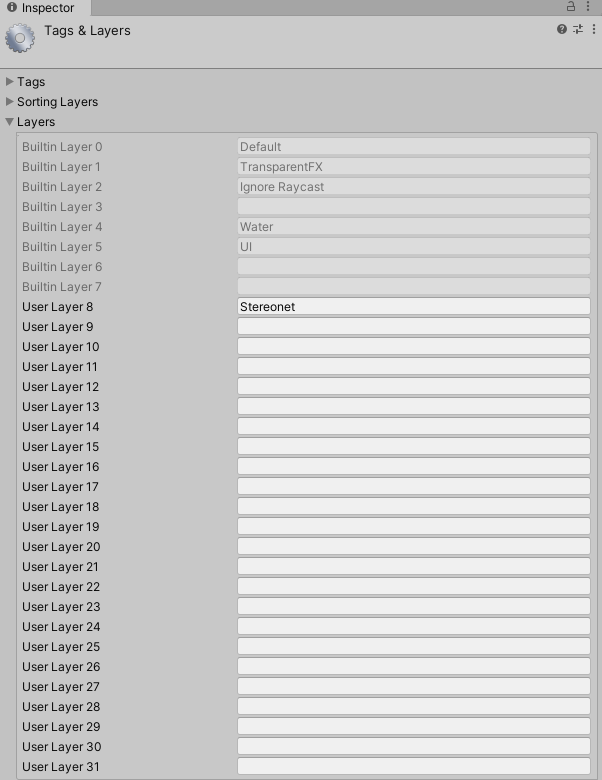 Inspector
Tags & Layers
Tags
Sorting Layers
Layers
Builtin Layer 0 Default
Builtin Layer 1 TransparentFX
Builtin Layer 2 Ignore Raycast
Builtin Layer 3
Builtin Layer 4 Water
Builtin Layer 5 UI
Builtin Layer 6
Builtin Layer 7
User Layer 8 Stereonet
User Layer 9
User Layer 10
User Layer 11
User Layer 12
User Layer 13
User Layer 14
User Layer 15
User Layer 16
User Layer 17
User Layer 18
User Layer 19
User Layer 20
User Layer 21
User Layer 22
User Layer 23
User Layer 24
User Layer 25
User Layer 26
User Layer 27
User Layer 28
User Layer 29
User Layer 30
User Layer 31